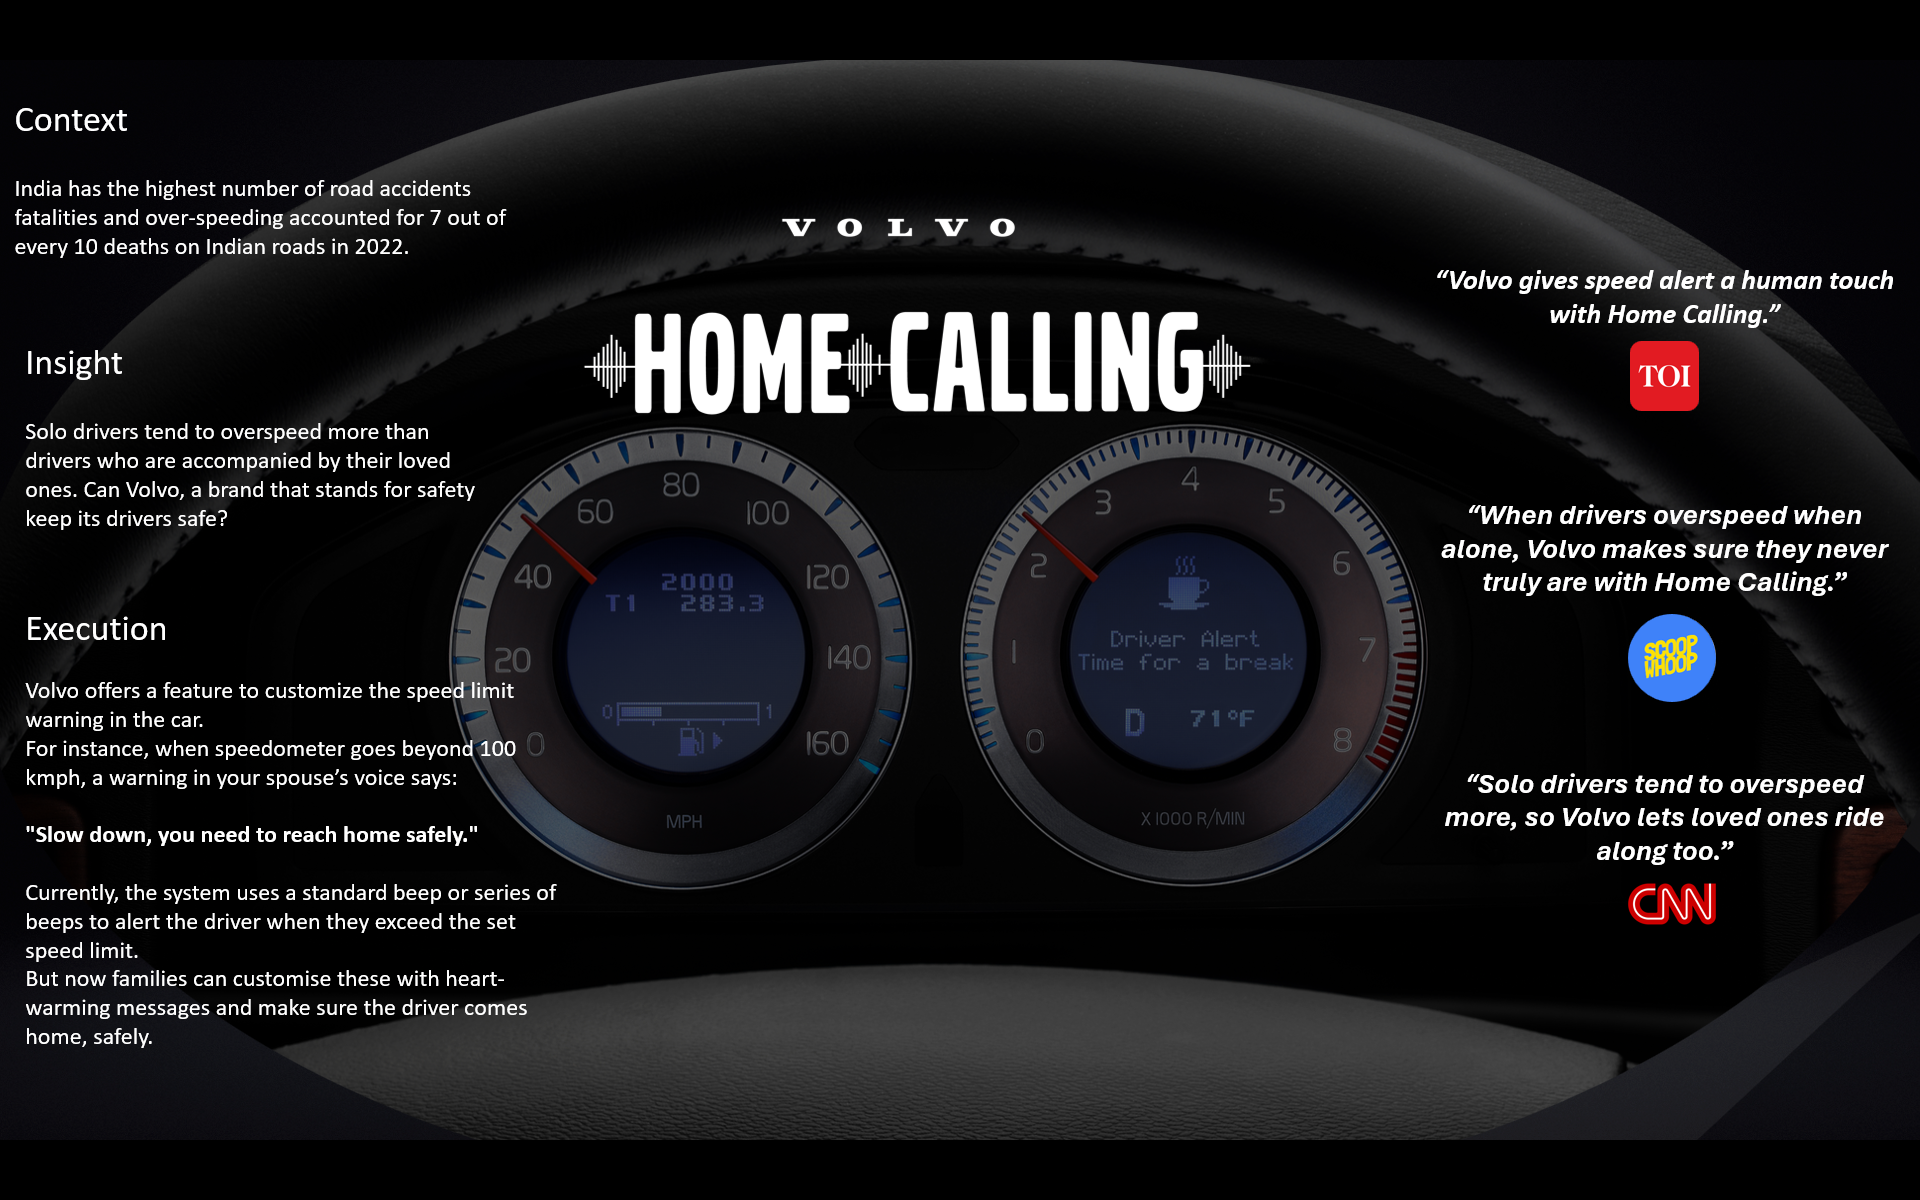 Context
India has the highest number of road accidents
fatalities and over-speeding accounted for 7 out of
every 10 deaths on Indian roads in 2022.
Insight
Solo drivers tend to overspeed more than
drivers who are accompanied by their loved
ones. Can Volvo, a brand that stands for safety
keep its drivers safe?
Execution
Volvo offers a feature to customize the speed limit
warning in the car.
For instance, when speedometer goes beyond 100
kmph, a warning in your spouse’s voice says:
"Slow down, you need to reach home safely."
Currently, the system uses a standard beep or series of
beeps to alert the driver when they exceed the set
speed limit.
But now families can customise these with heart-
warming messages and make sure the driver comes
home, safely.
VOLVO
HOME CALLING
0
20
40
60
80
100
120
140
160
2000
T1 283.3
0 1
MPH
0
1
2
3
4
5
6
7
8
Driver Alert
Time for a break
D 71°F
X 1000 R/MIN
“Volvo gives speed alert a human touch
with Home Calling.”
TOI
“When drivers overspeed when
alone, Volvo makes sure they never
truly are with Home Calling.”
SCOOP
WHOOP
“Solo drivers tend to overspeed
more, so Volvo lets loved ones ride
along too.”
CNN